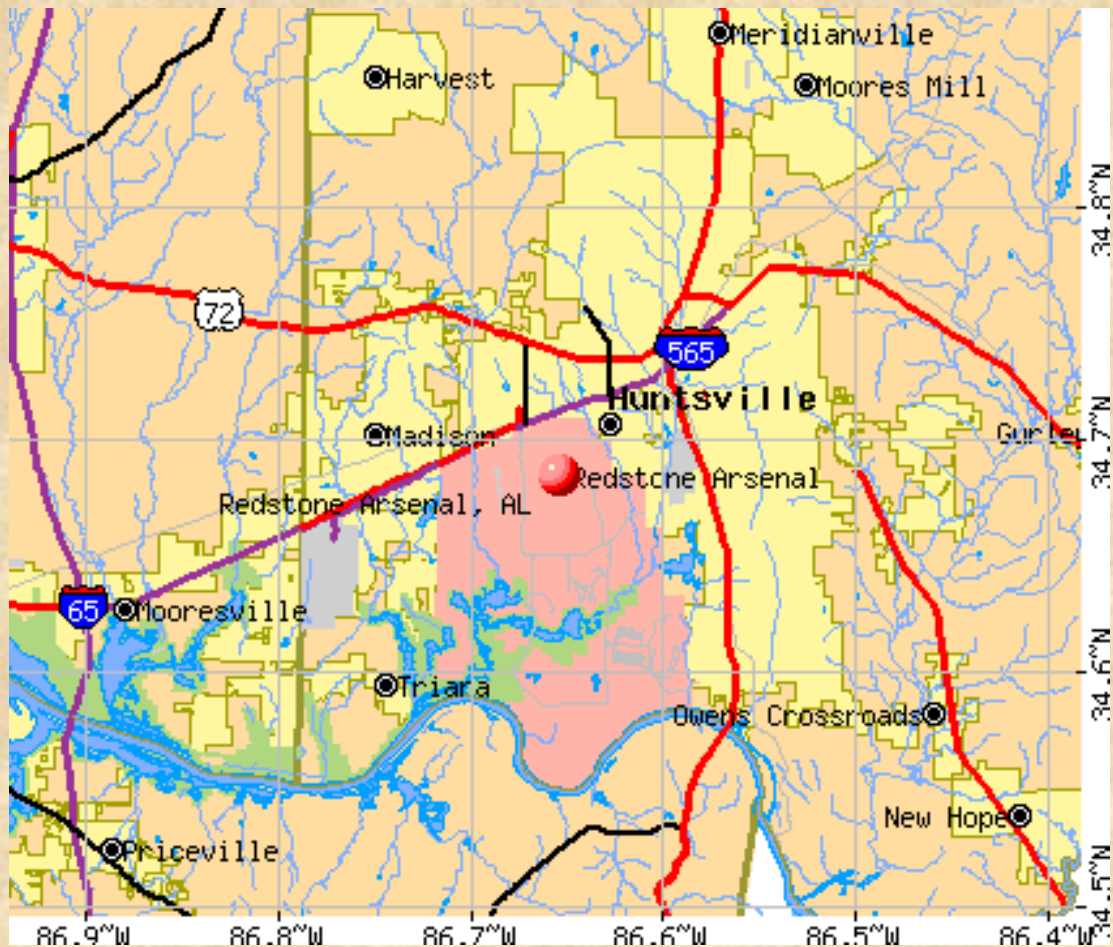 Meridianville
Harvest
Moores Mill
34.8°N
72
565
Huntsville
Madison
34.7°N
Gurley
Redstone Arsenal
Redstone Arsenal, AL
65
Mooresville
34.6°N
Triara
Owens Crossroads
New Hope
Priceville
34.5°N
86.9°W 86.8°W 86.7°W 86.6°W 86.5°W 86.4°W